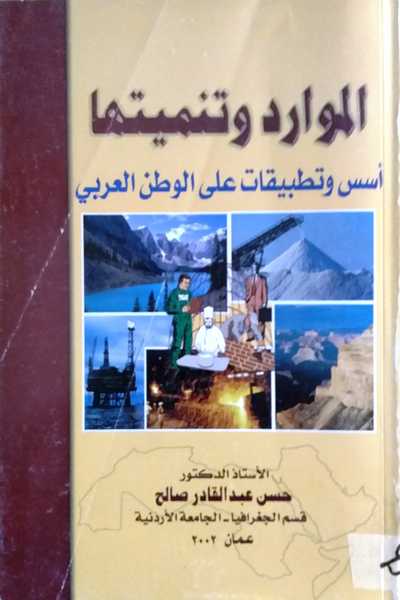 الموارد وتنميتها
أسس وتطبيقات على الوطن العربي
الأستاذ الدكتور
حسن عبد القادر صالح
قسم الجغرافيا - الجامعة الأردنية
عمان ٢٠٠٢